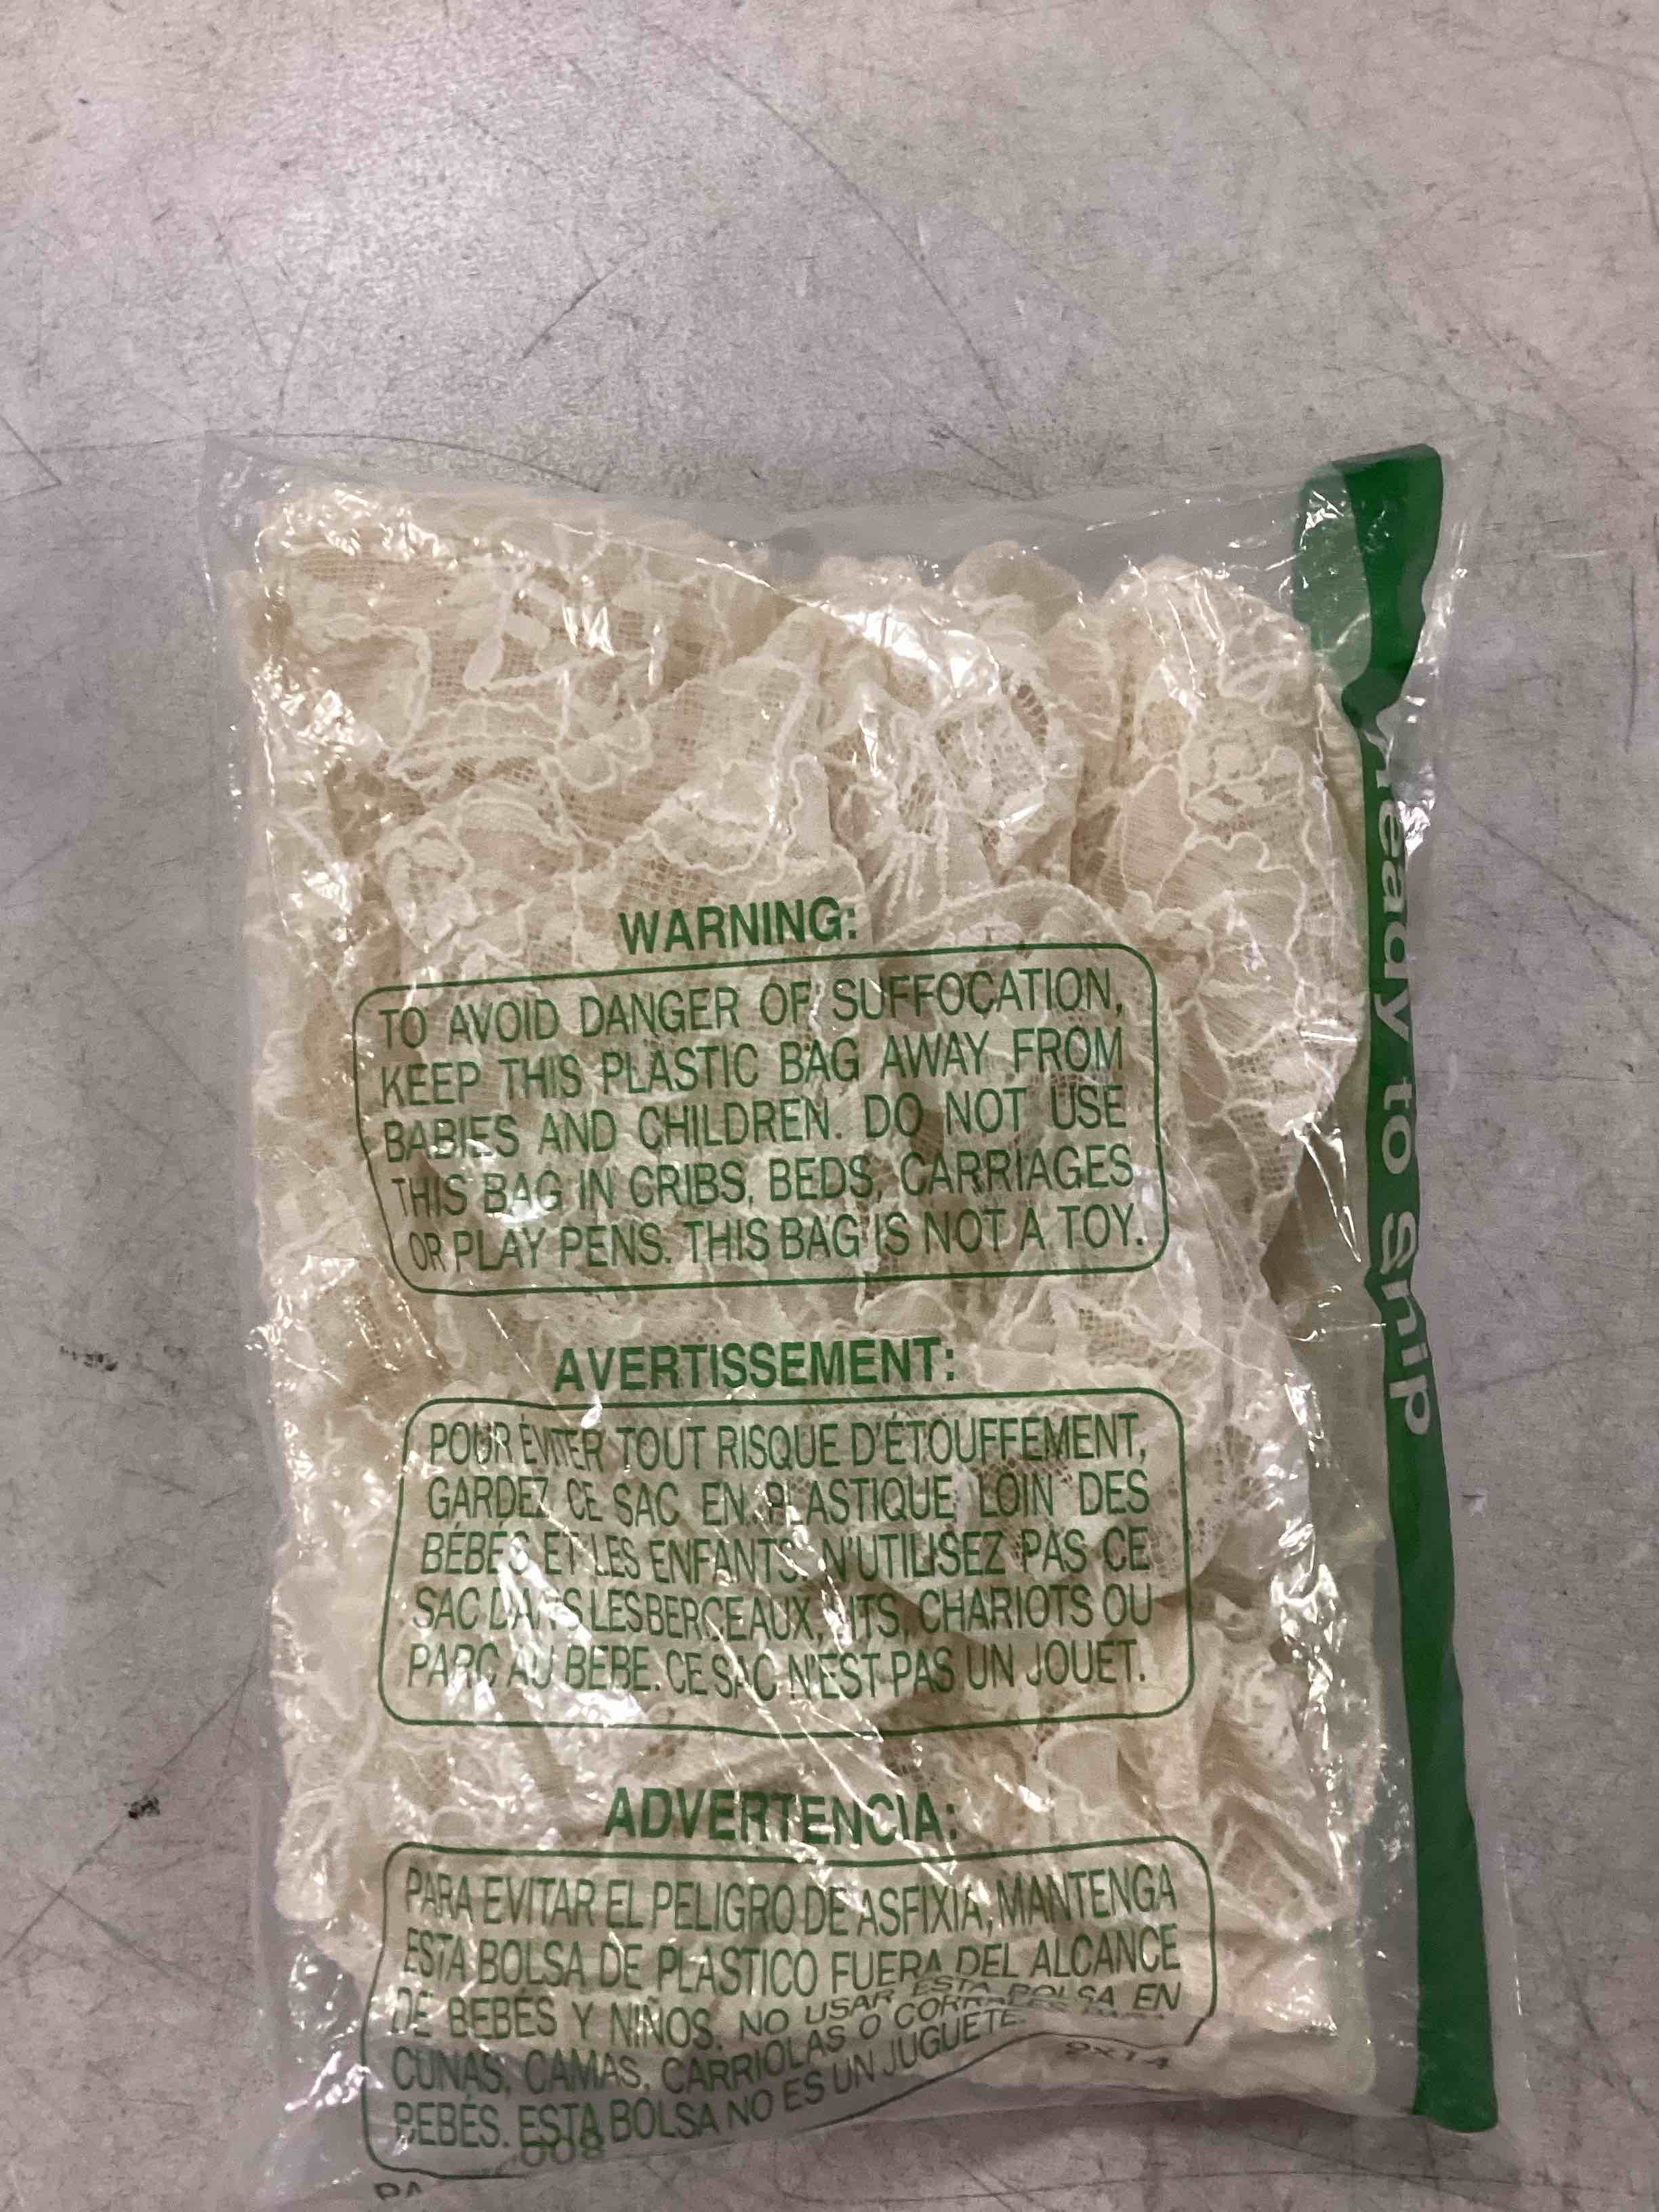 WARNING:
TO AVOID DANGER OF SUFFOCATION,
KEEP THIS PLASTIC BAG AWAY FROM
BABIES AND CHILDREN. DO NOT USE
THIS BAG IN CRIBS, BEDS, CARRIAGES
OR PLAY PENS. THIS BAG IS NOT A TOY.
AVERTISSEMENT:
POUR ÉVITER TOUT RISQUE D'ÉTOUFFEMENT,
GARDEZ CE SAC EN PLASTIQUE LOIN DES
BÉBÉS ET LES ENFANTS. N'UTILISEZ PAS CE
SAC DANS LES BERCEAUX, LITS, CHARIOTS OU
PARC AU BEBE. CE SAC N'EST PAS UN JOUET.
ADVERTENCIA:
PARA EVITAR EL PELIGRO DE ASFIXIA, MANTENGA
ESTA BOLSA DE PLASTICO FUERA DEL ALCANCE
DE BEBÉS Y NIÑOS. NO USAR ESTA BOLSA EN
CUNAS, CAMAS, CARRIOLAS O
BEBÉS. ESTA BOLSA NO ES UN JUGUETE.
9X14
ready to Ship